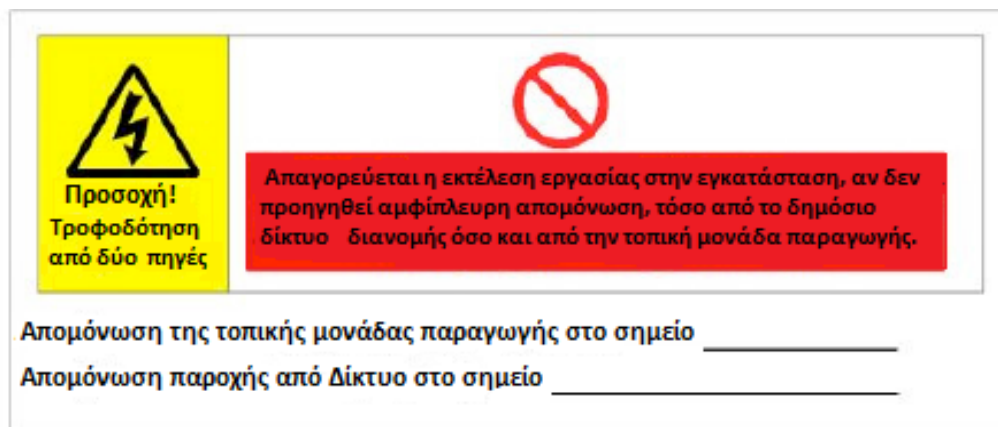 Προσοχή!
Τροφοδότηση
από δύο πηγές
Απαγορεύεται η εκτέλεση εργασίας στην εγκατάσταση, αν δεν
προηγηθεί αμφίπλευρη απομόνωση, τόσο από το δημόσιο
δίκτυο διανομής όσο και από την τοπική μονάδα παραγωγής.
Απομόνωση της τοπικής μονάδας παραγωγής στο σημείο
Απομόνωση παροχής από Δίκτυο στο σημείο